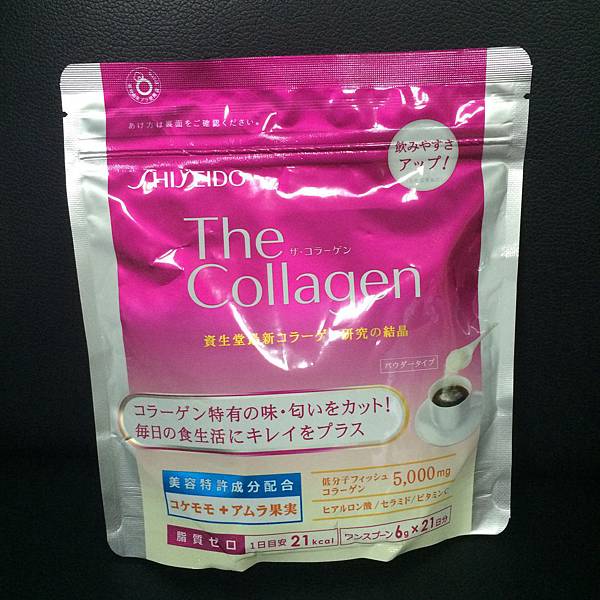 あけ方は裏面をご確認ください。
飲みやすさ
アップ!
SHISEIDO
The
ザ・コラーゲン
Collagen
資生堂最新コラーゲン研究の結晶
パウダータイプ
コラーゲン特有の味・匂いをカット!
毎日の食生活にキレイをプラス
美容特許成分配合
コケモモ+アムラ果実
低分子フィッシュ
コラーゲン 5,000mg
ヒアルロン酸/セラミド/ビタミンC
脂質ゼロ
1日目安 21kcal
ワンスプーン6g×21日分